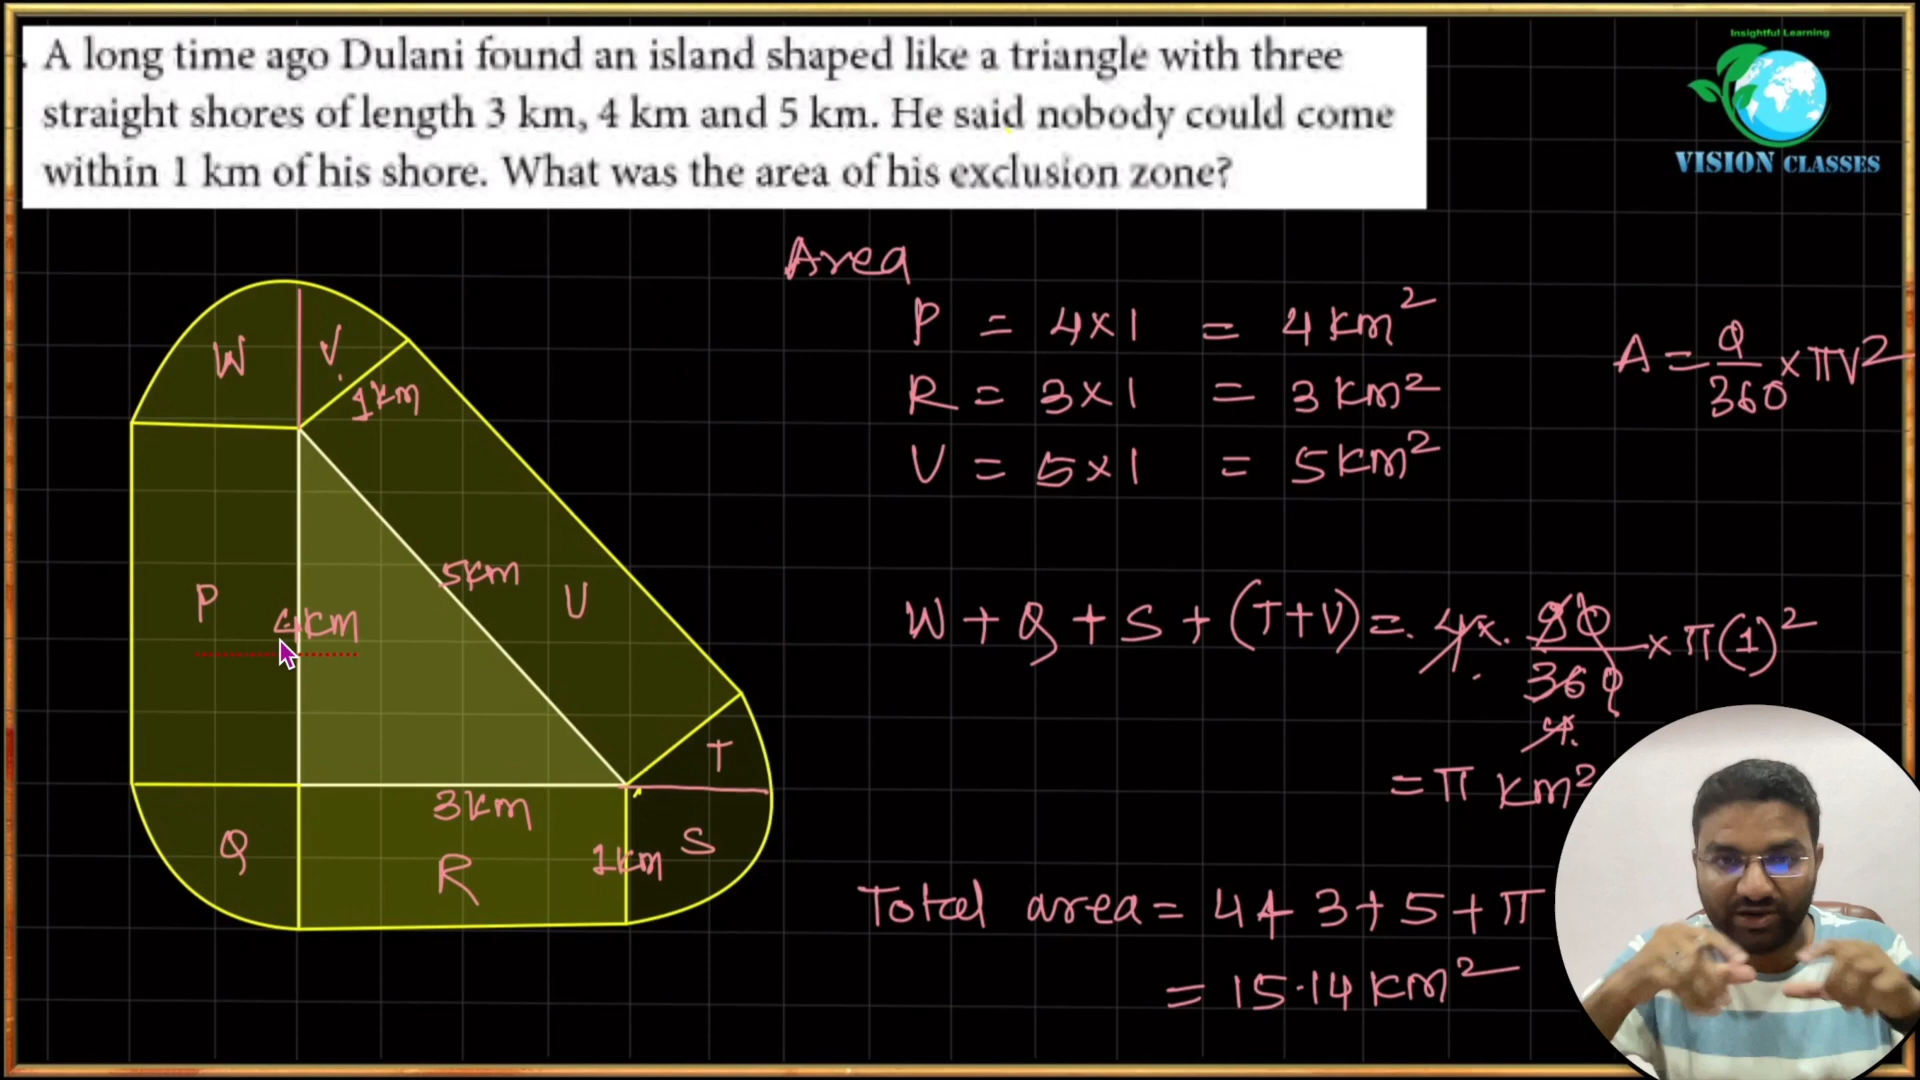 A long time ago Dulani found an island shaped like a triangle with three
straight shores of length 3 km, 4 km and 5 km. He said nobody could come
within 1 km of his shore. What was the area of his exclusion zone?
Insightful Learning
VISION CLASSES
Area
P = 4×1 = 4 km²
R = 3×1 = 3 km²
V = 5×1 = 5 km²
A = Q/360 × πr²
W + Q + S + (T+V) = 4 × 90/360 × π(1)²
4
= π km²
Total area = 4 + 3 + 5 + π
= 15.14 km²
W
V
1km
5km
U
P
4km
T
3km
Q
R
1km
S